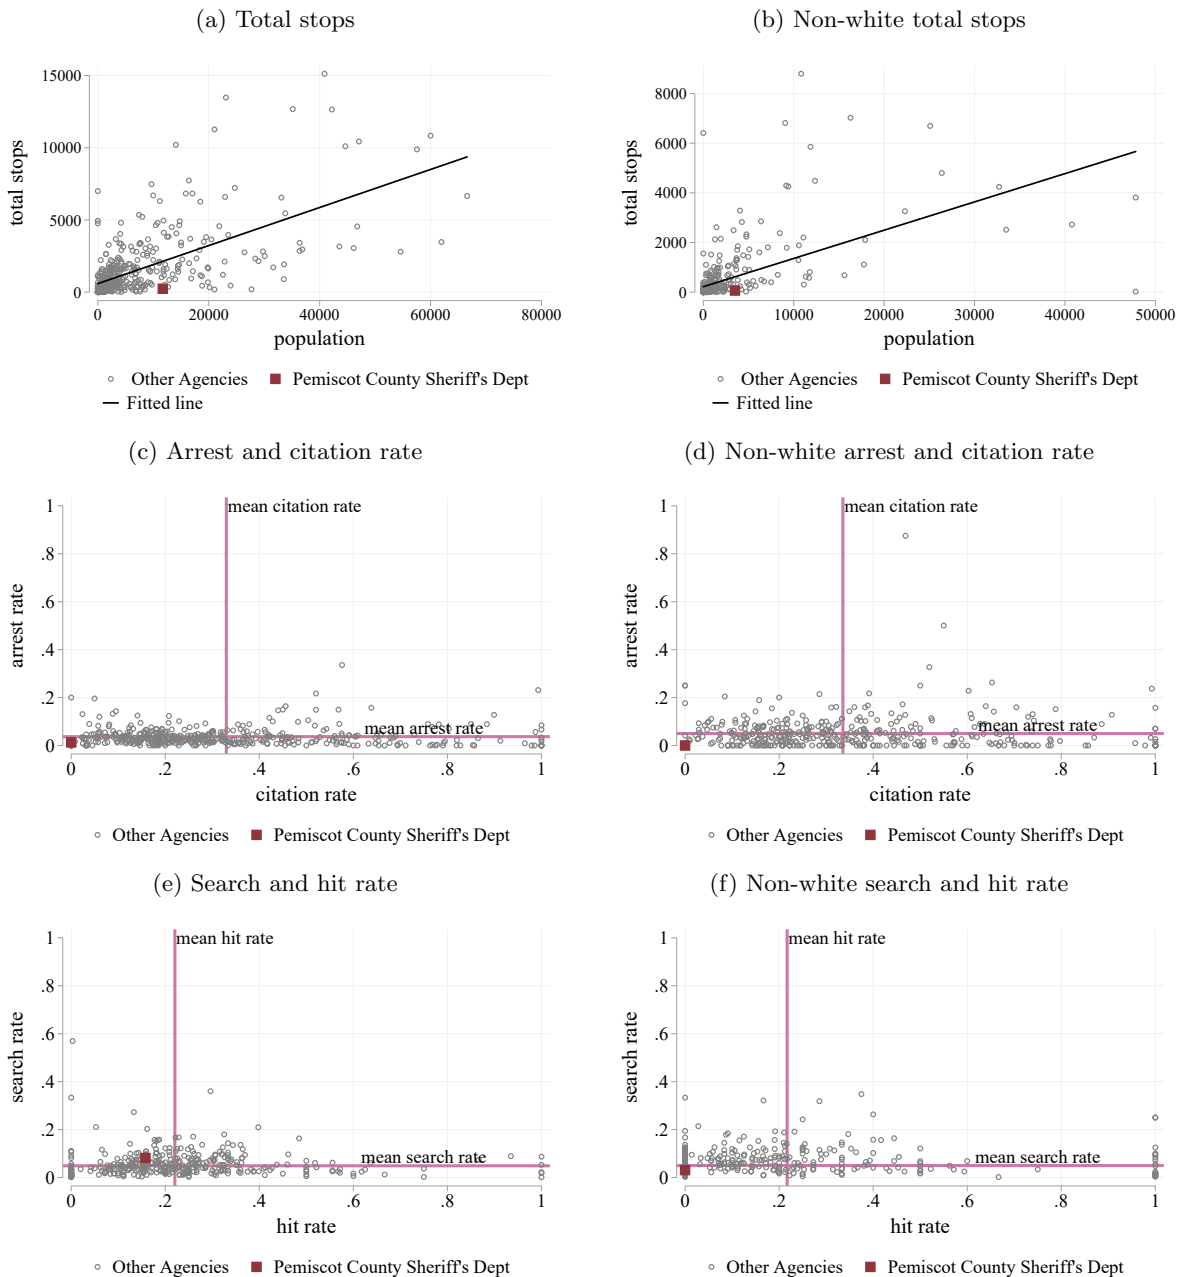 (a) Total stops
(b) Non-white total stops
15000
10000
5000
0
total stops
0 20000 40000 60000 80000
population
Other Agencies Pemiscot County Sheriff's Dept
Fitted line
8000
6000
4000
2000
0
total stops
0 10000 20000 30000 40000 50000
population
Other Agencies Pemiscot County Sheriff's Dept
Fitted line
(c) Arrest and citation rate
(d) Non-white arrest and citation rate
1
.8
.6
.4
.2
0
arrest rate
mean citation rate
mean arrest rate
0 .2 .4 .6 .8 1
citation rate
Other Agencies Pemiscot County Sheriff's Dept
1
.8
.6
.4
.2
0
arrest rate
mean citation rate
mean arrest rate
0 .2 .4 .6 .8 1
citation rate
Other Agencies Pemiscot County Sheriff's Dept
(e) Search and hit rate
(f) Non-white search and hit rate
1
.8
.6
.4
.2
0
search rate
mean hit rate
mean search rate
0 .2 .4 .6 .8 1
hit rate
Other Agencies Pemiscot County Sheriff's Dept
1
.8
.6
.4
.2
0
search rate
mean hit rate
mean search rate
0 .2 .4 .6 .8 1
hit rate
Other Agencies Pemiscot County Sheriff's Dept